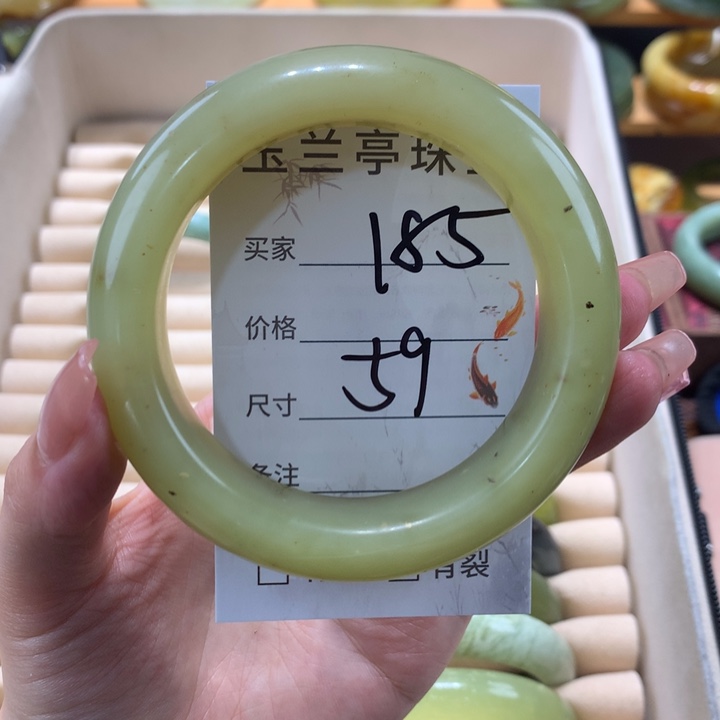 玉兰亭珠
买家 185
价格
尺寸 59
备注
有裂